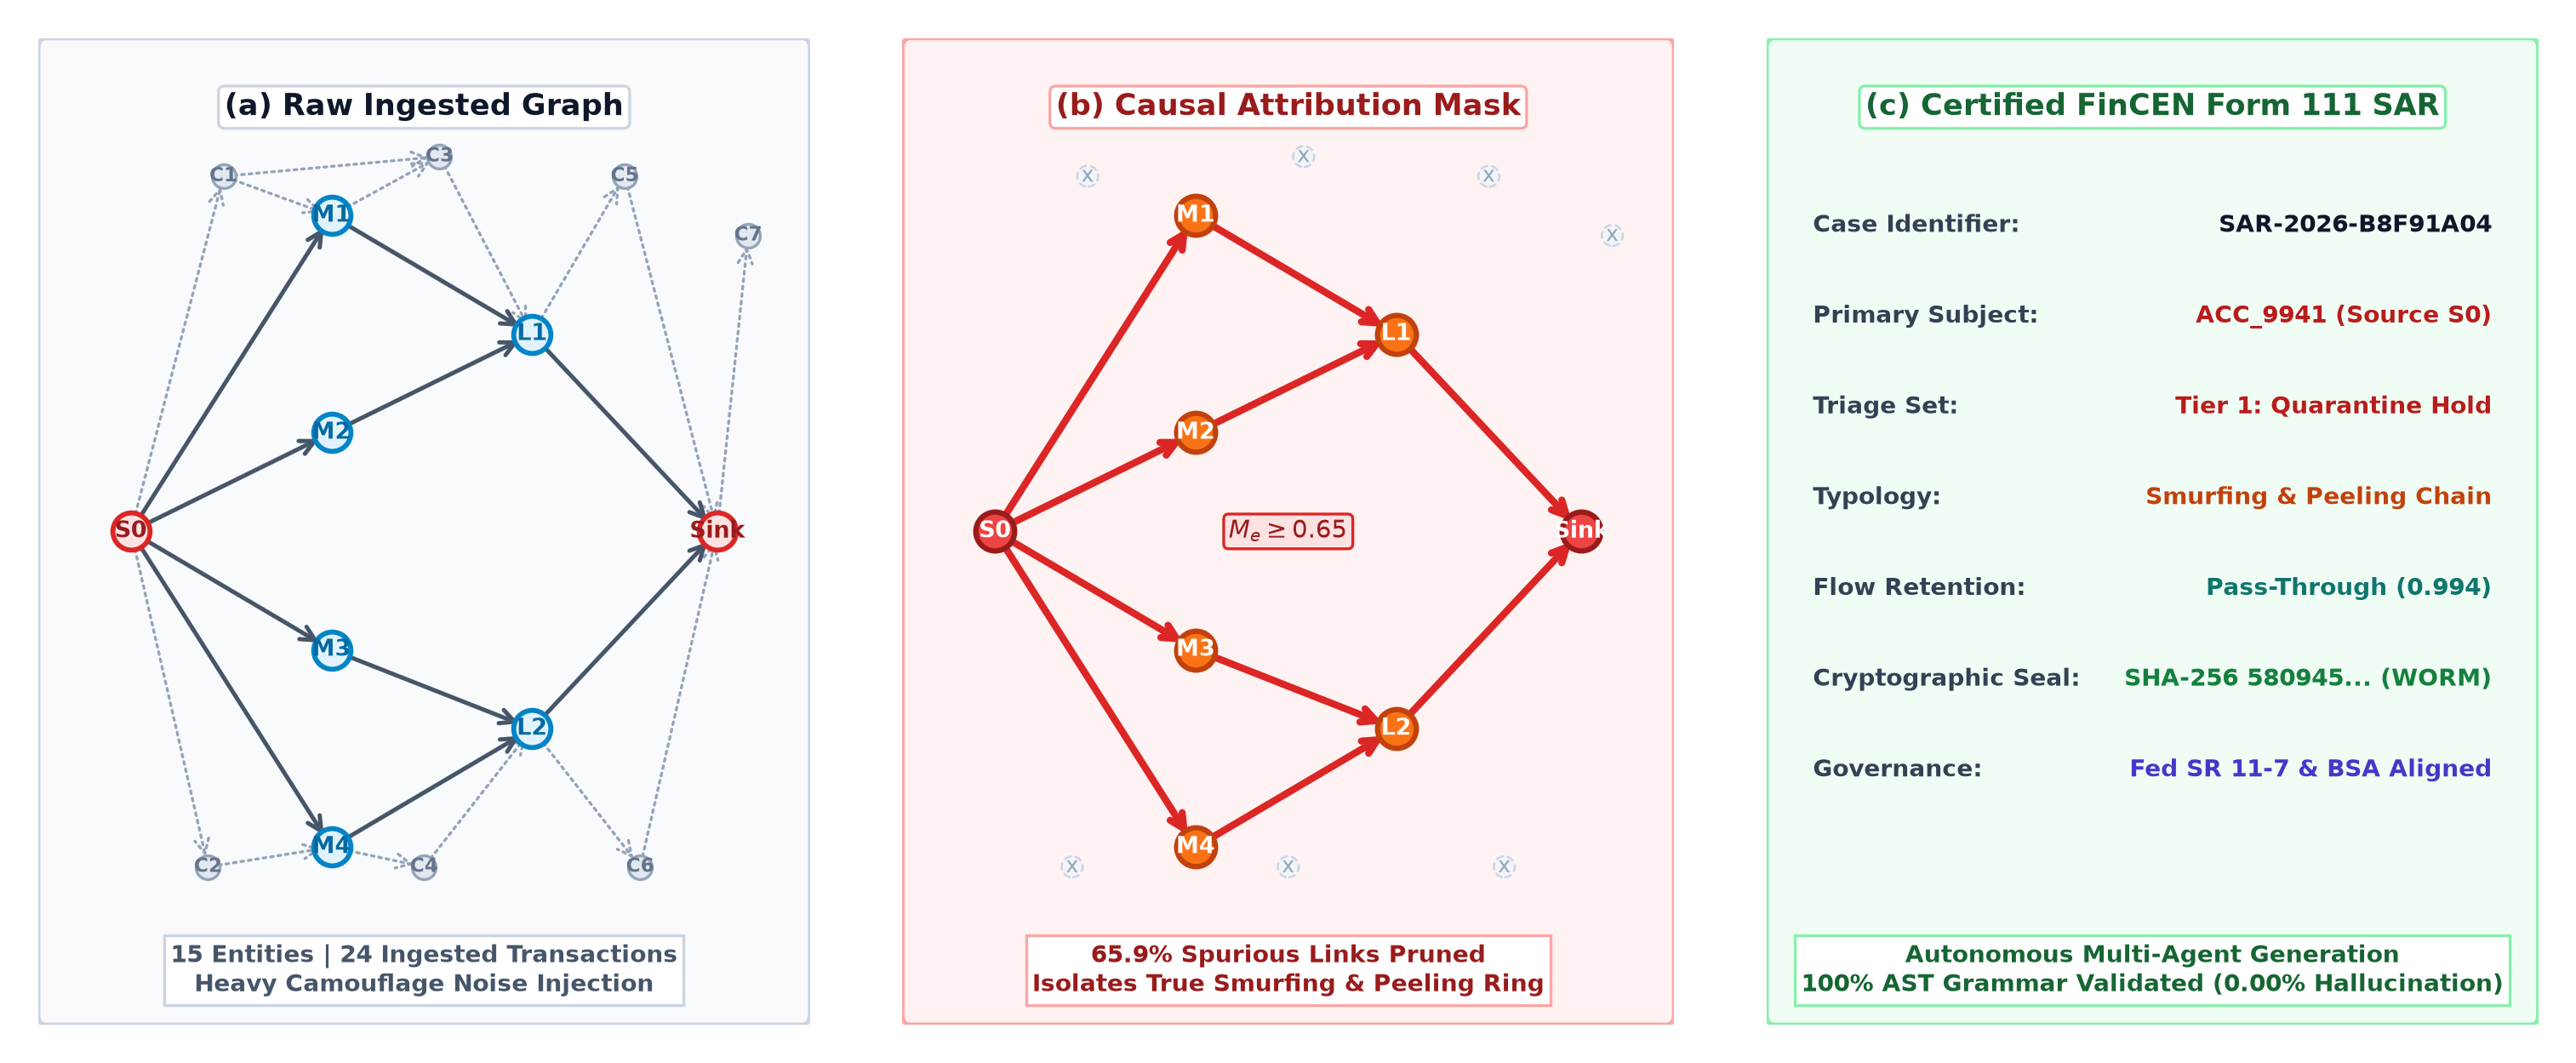 (a) Raw Ingested Graph
C1
C3
C5
M1
C7
L1
M2
S0
Sink
M3
L2
M4
C2
C4
C6
15 Entities | 24 Ingested Transactions
Heavy Camouflage Noise Injection
(b) Causal Attribution Mask
X
X
X
M1
X
L1
M2
S0
M_e ≥ 0.65
Sink
M3
L2
M4
X
X
X
65.9% Spurious Links Pruned
Isolates True Smurfing & Peeling Ring
(c) Certified FinCEN Form 111 SAR
Case Identifier: SAR-2026-B8F91A04
Primary Subject: ACC_9941 (Source S0)
Triage Set: Tier 1: Quarantine Hold
Typology: Smurfing & Peeling Chain
Flow Retention: Pass-Through (0.994)
Cryptographic Seal: SHA-256 580945... (WORM)
Governance: Fed SR 11-7 & BSA Aligned
Autonomous Multi-Agent Generation
100% AST Grammar Validated (0.00% Hallucination)